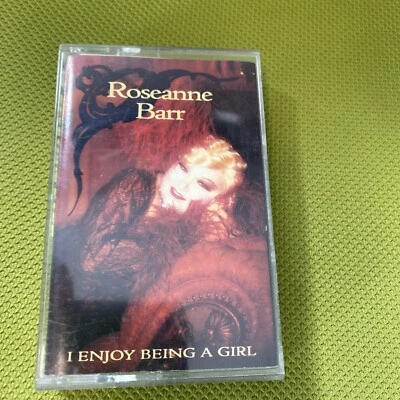 Roseanne
Barr
I ENJOY BEING A GIRL